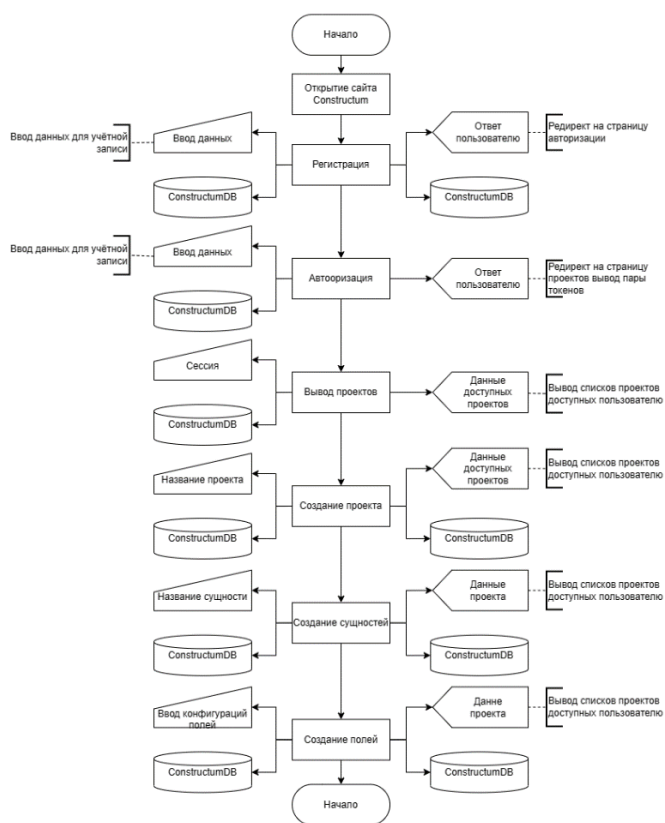 Начало
Открытие сайта
Constructum
Ввод данных для учётной
записи
Ввод данных
Ответ
пользователю
Редирект на страницу
авторизации
Регистрация
ConstructumDB
ConstructumDB
Ввод данных для учётной
записи
Ввод данных
Автооризация
Ответ
пользователю
Редирект на страницу
проектов вывод пары
токенов
ConstructumDB
Сессия
Вывод проектов
Данные
доступных
проектов
Вывод списков проектов
доступных пользователю
ConstructumDB
Название проекта
Данные
доступных
проектов
Вывод списков проектов
доступных пользователю
Создание проекта
ConstructumDB
ConstructumDB
Название сущности
Данные
проекта
Вывод списков проектов
доступных пользователю
Создание сущностей
ConstructumDB
ConstructumDB
Ввод конфигураций
полей
Данне
проекта
Вывод списков проектов
доступных пользователю
Создание полей
ConstructumDB
ConstructumDB
Начало